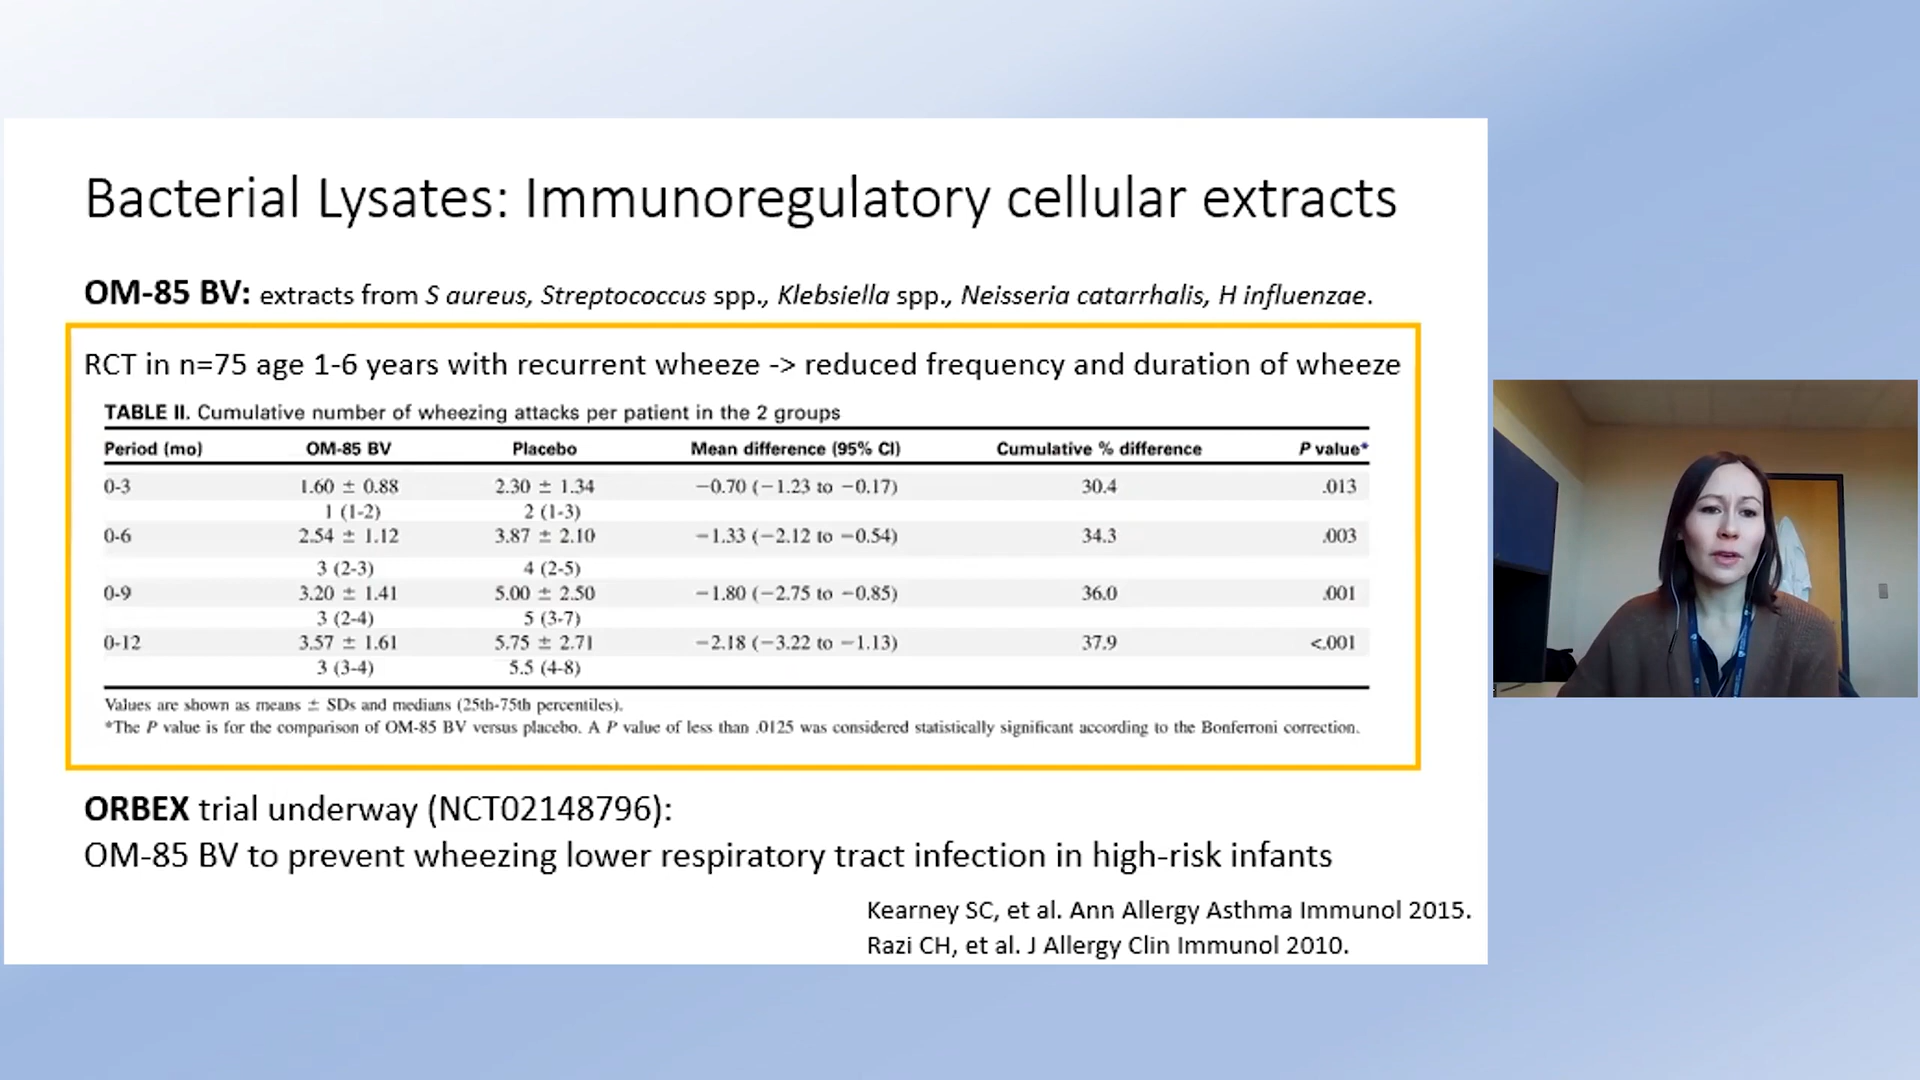 Bacterial Lysates: Immunoregulatory cellular extracts
OM-85 BV: extracts from S aureus, Streptococcus spp., Klebsiella spp., Neisseria catarrhalis, H influenzae.
RCT in n=75 age 1-6 years with recurrent wheeze -> reduced frequency and duration of wheeze
TABLE II. Cumulative number of wheezing attacks per patient in the 2 groups
Period (mo) OM-85 BV Placebo Mean difference (95% CI) Cumulative % difference P value*
0-3 1.60 ± 0.88 2.30 ± 1.34 −0.70 (−1.23 to −0.17) 30.4 .013
1 (1-2) 2 (1-3)
0-6 2.54 ± 1.12 3.87 ± 2.10 −1.33 (−2.12 to −0.54) 34.3 .003
3 (2-3) 4 (2-5)
0-9 3.20 ± 1.41 5.00 ± 2.50 −1.80 (−2.75 to −0.85) 36.0 .001
3 (2-4) 5 (3-7)
0-12 3.57 ± 1.61 5.75 ± 2.71 −2.18 (−3.22 to −1.13) 37.9 <.001
3 (3-4) 5.5 (4-8)
Values are shown as means ± SDs and medians (25th-75th percentiles).
*The P value is for the comparison of OM-85 BV versus placebo. A P value of less than .0125 was considered statistically significant according to the Bonferroni correction.
ORBEX trial underway (NCT02148796):
OM-85 BV to prevent wheezing lower respiratory tract infection in high-risk infants
Kearney SC, et al. Ann Allergy Asthma Immunol 2015.
Razi CH, et al. J Allergy Clin Immunol 2010.